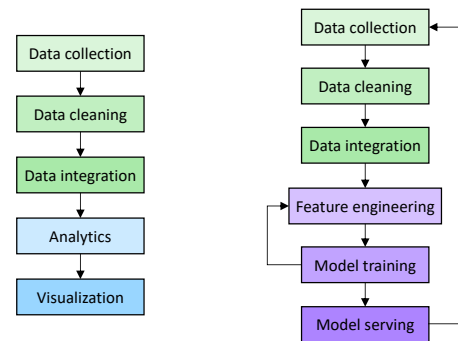 Data collection
Data cleaning
Data integration
Analytics
Visualization
Data collection
Data cleaning
Data integration
Feature engineering
Model training
Model serving